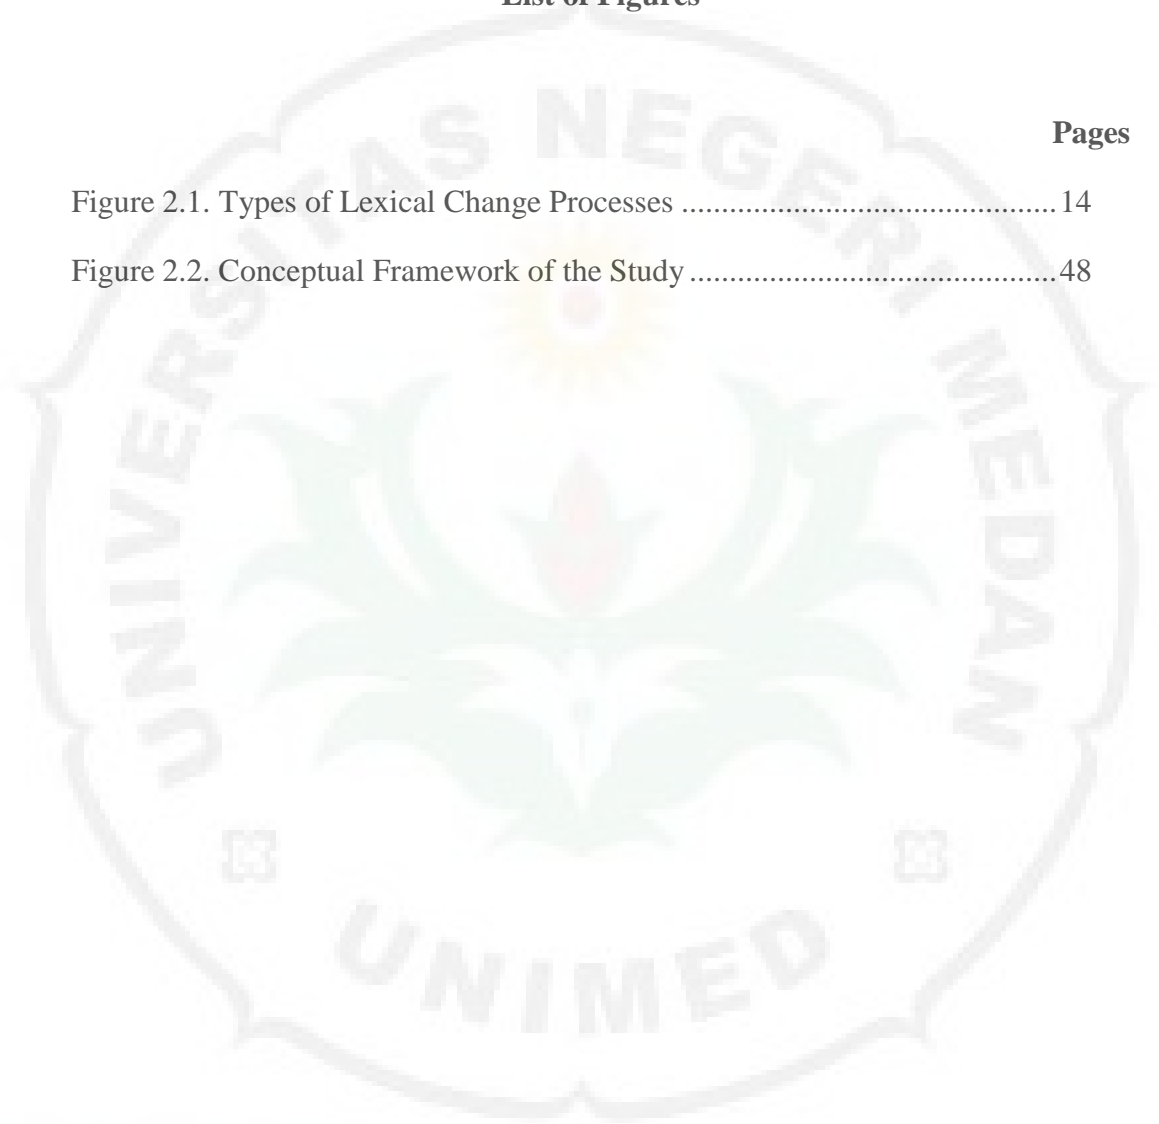 List of Figures
Pages
Figure 2.1. Types of Lexical Change Processes ............................................... 14
Figure 2.2. Conceptual Framework of the Study .............................................. 48
UNIVERSITAS NEGERI MEDAN
UNIMED